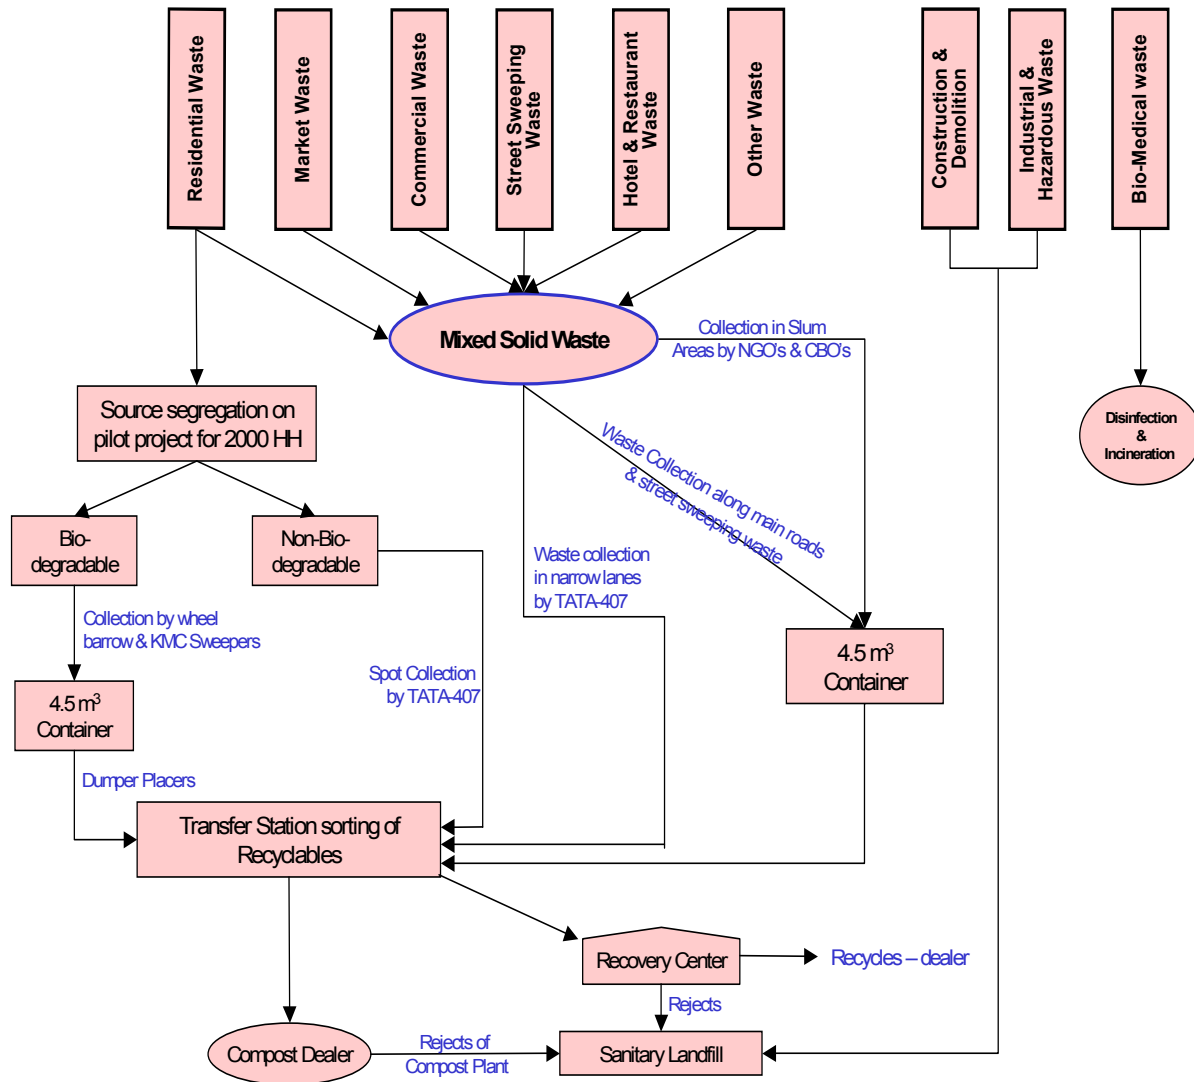 Residential Waste
Market Waste
Commercial Waste
Street Sweeping
Waste
Hotel & Restaurant
Waste
Other Waste
Construction &
Demolition
Industrial &
Hazardous Waste
Bio-Medical waste
Mixed Solid Waste
Collection in Slum
Areas by NGO's & CBO's
Source segregation on
pilot project for 2000 HH
Disinfection
&
Incineration
Waste Collection along main roads
& street sweeping waste
Bio-
degradable
Non-Bio-
degradable
Waste collection
in narrow lanes
by TATA-407
Collection by wheel
barrow & KMC Sweepers
4.5 m³
Container
Spot Collection
by TATA-407
4.5 m³
Container
Dumper Placers
Transfer Station sorting of
Recyclables
Recovery Center
Recycles – dealer
Rejects
Compost Dealer
Rejects of
Compost Plant
Sanitary Landfill